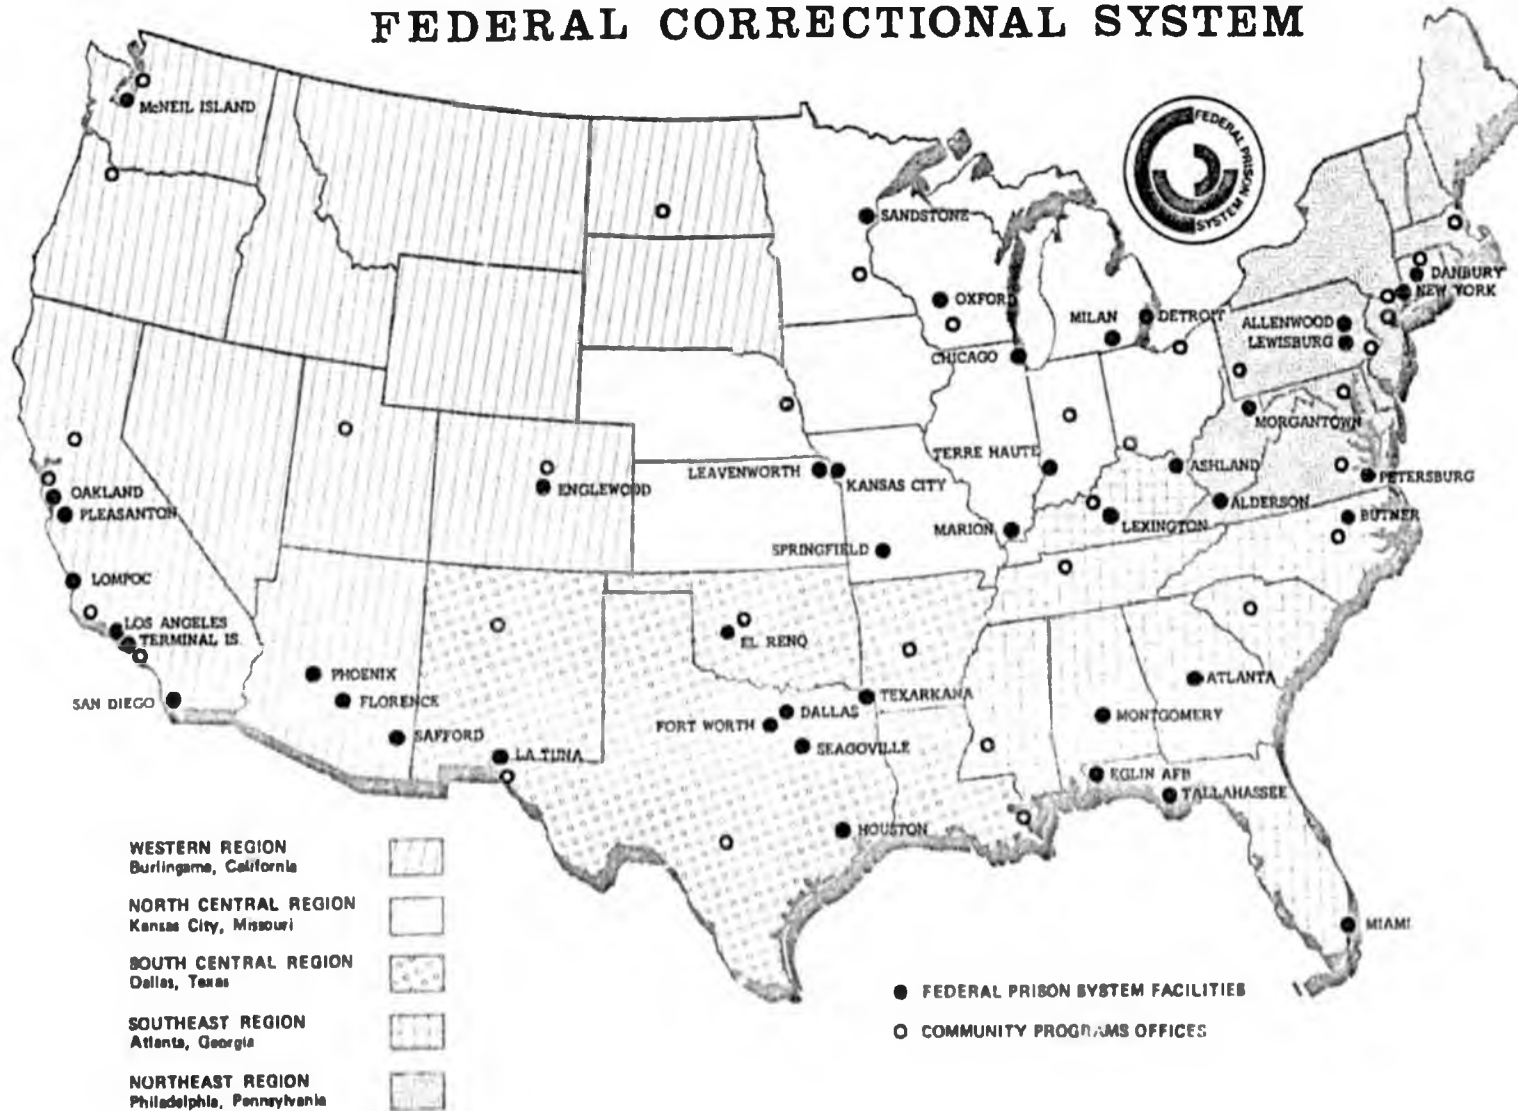 FEDERAL CORRECTIONAL SYSTEM
FEDERAL PRISON
SYSTEM
McNEIL ISLAND
SANDSTONE
OXFORD
MILAN
DETROIT
CHICAGO
DANBURY
NEW YORK
ALLENWOOD
LEWISBURG
MORGANTOWN
TERRE HAUTE
ASHLAND
PETERSBURG
LEAVENWORTH
KANSAS CITY
ENGLEWOOD
OAKLAND
PLEASANTON
ALDERSON
BUTNER
LEXINGTON
MARION
SPRINGFIELD
LOMPOC
LOS ANGELES
TERMINAL IS.
EL RENO
PHOENIX
FLORENCE
SAN DIEGO
SAFFORD
LA TUNA
TEXARKANA
DALLAS
FORT WORTH
SEAGOVILLE
ATLANTA
MONTGOMERY
EGLIN AFB
TALLAHASSEE
HOUSTON
MIAMI
WESTERN REGION
Burlingame, California
NORTH CENTRAL REGION
Kansas City, Missouri
SOUTH CENTRAL REGION
Dallas, Texas
SOUTHEAST REGION
Atlanta, Georgia
NORTHEAST REGION
Philadelphia, Pennsylvania
FEDERAL PRISON SYSTEM FACILITIES
COMMUNITY PROGRAMS OFFICES